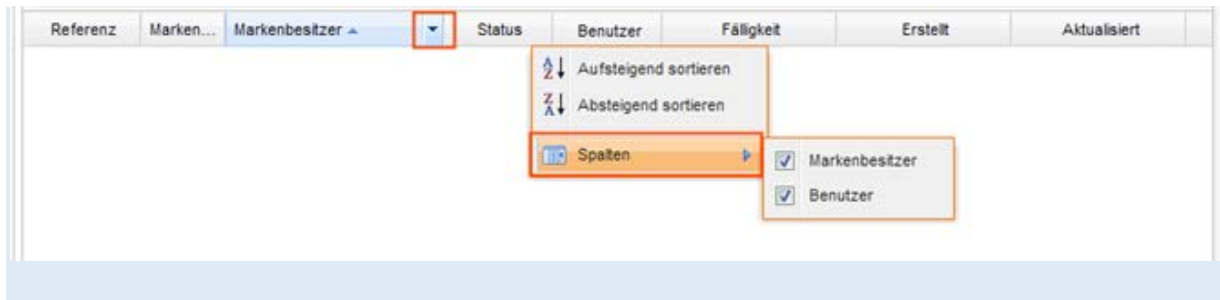 Referenz Marken... Markenbesitzer Status Benutzer Fälligkeit Erstellt Aktualisiert
Aufsteigend sortieren
Absteigend sortieren
Spalten
Markenbesitzer
Benutzer